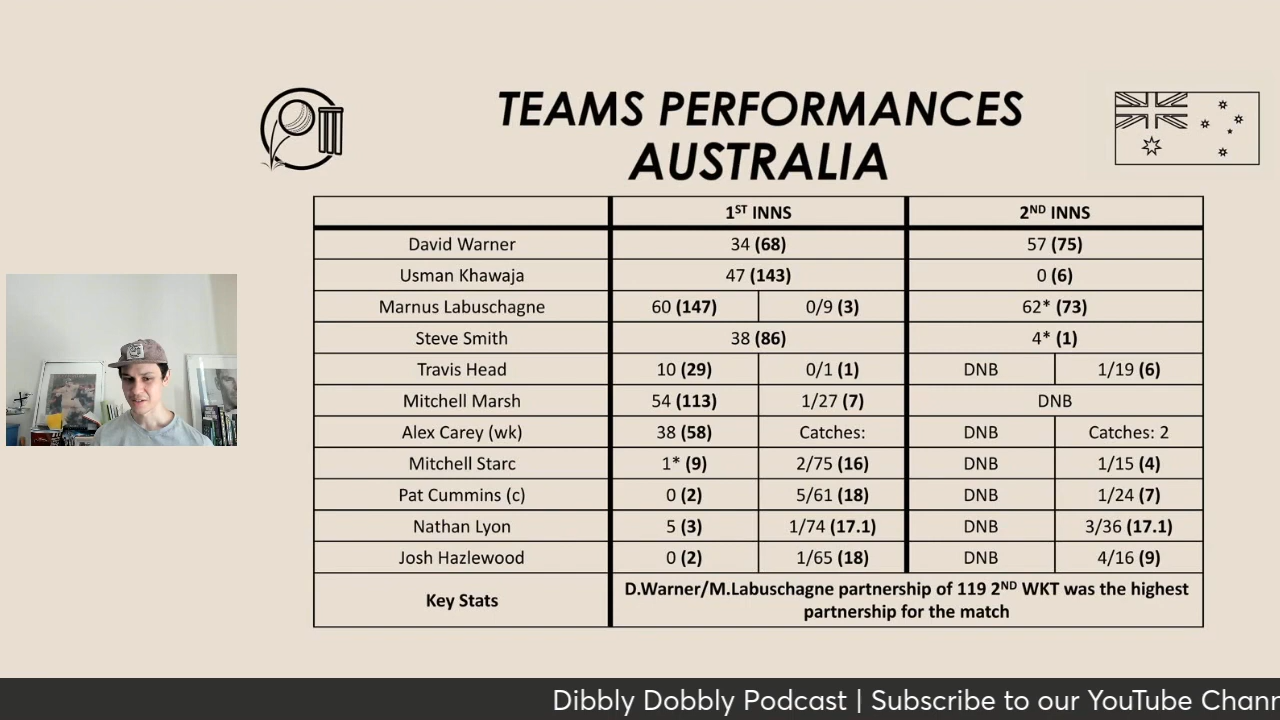 TEAMS PERFORMANCES
AUSTRALIA
1ST INNS 2ND INNS
David Warner 34 (68) 57 (75)
Usman Khawaja 47 (143) 0 (6)
Marnus Labuschagne 60 (147) 0/9 (3) 62* (73)
Steve Smith 38 (86) 4* (1)
Travis Head 10 (29) 0/1 (1) DNB 1/19 (6)
Mitchell Marsh 54 (113) 1/27 (7) DNB
Alex Carey (wk) 38 (58) Catches: DNB Catches: 2
Mitchell Starc 1* (9) 2/75 (16) DNB 1/15 (4)
Pat Cummins (c) 0 (2) 5/61 (18) DNB 1/24 (7)
Nathan Lyon 5 (3) 1/74 (17.1) DNB 3/36 (17.1)
Josh Hazlewood 0 (2) 1/65 (18) DNB 4/16 (9)
Key Stats D.Warner/M.Labuschagne partnership of 119 2ND WKT was the highest
partnership for the match
Dibbly Dobbly Podcast | Subscribe to our YouTube Chann